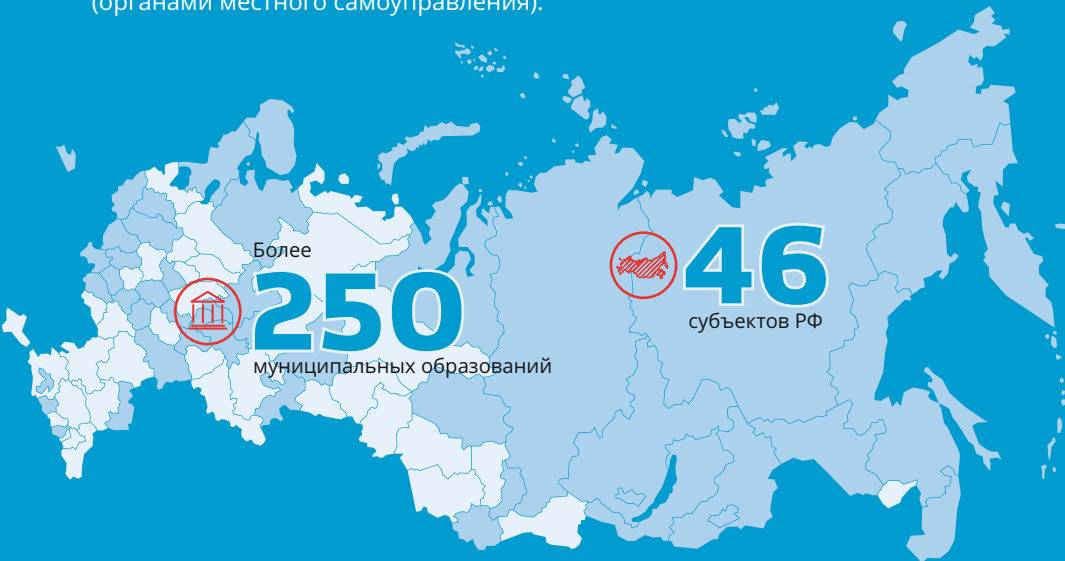 (органами местного самоуправления).
Более
250
муниципальных образований
46
субъектов РФ